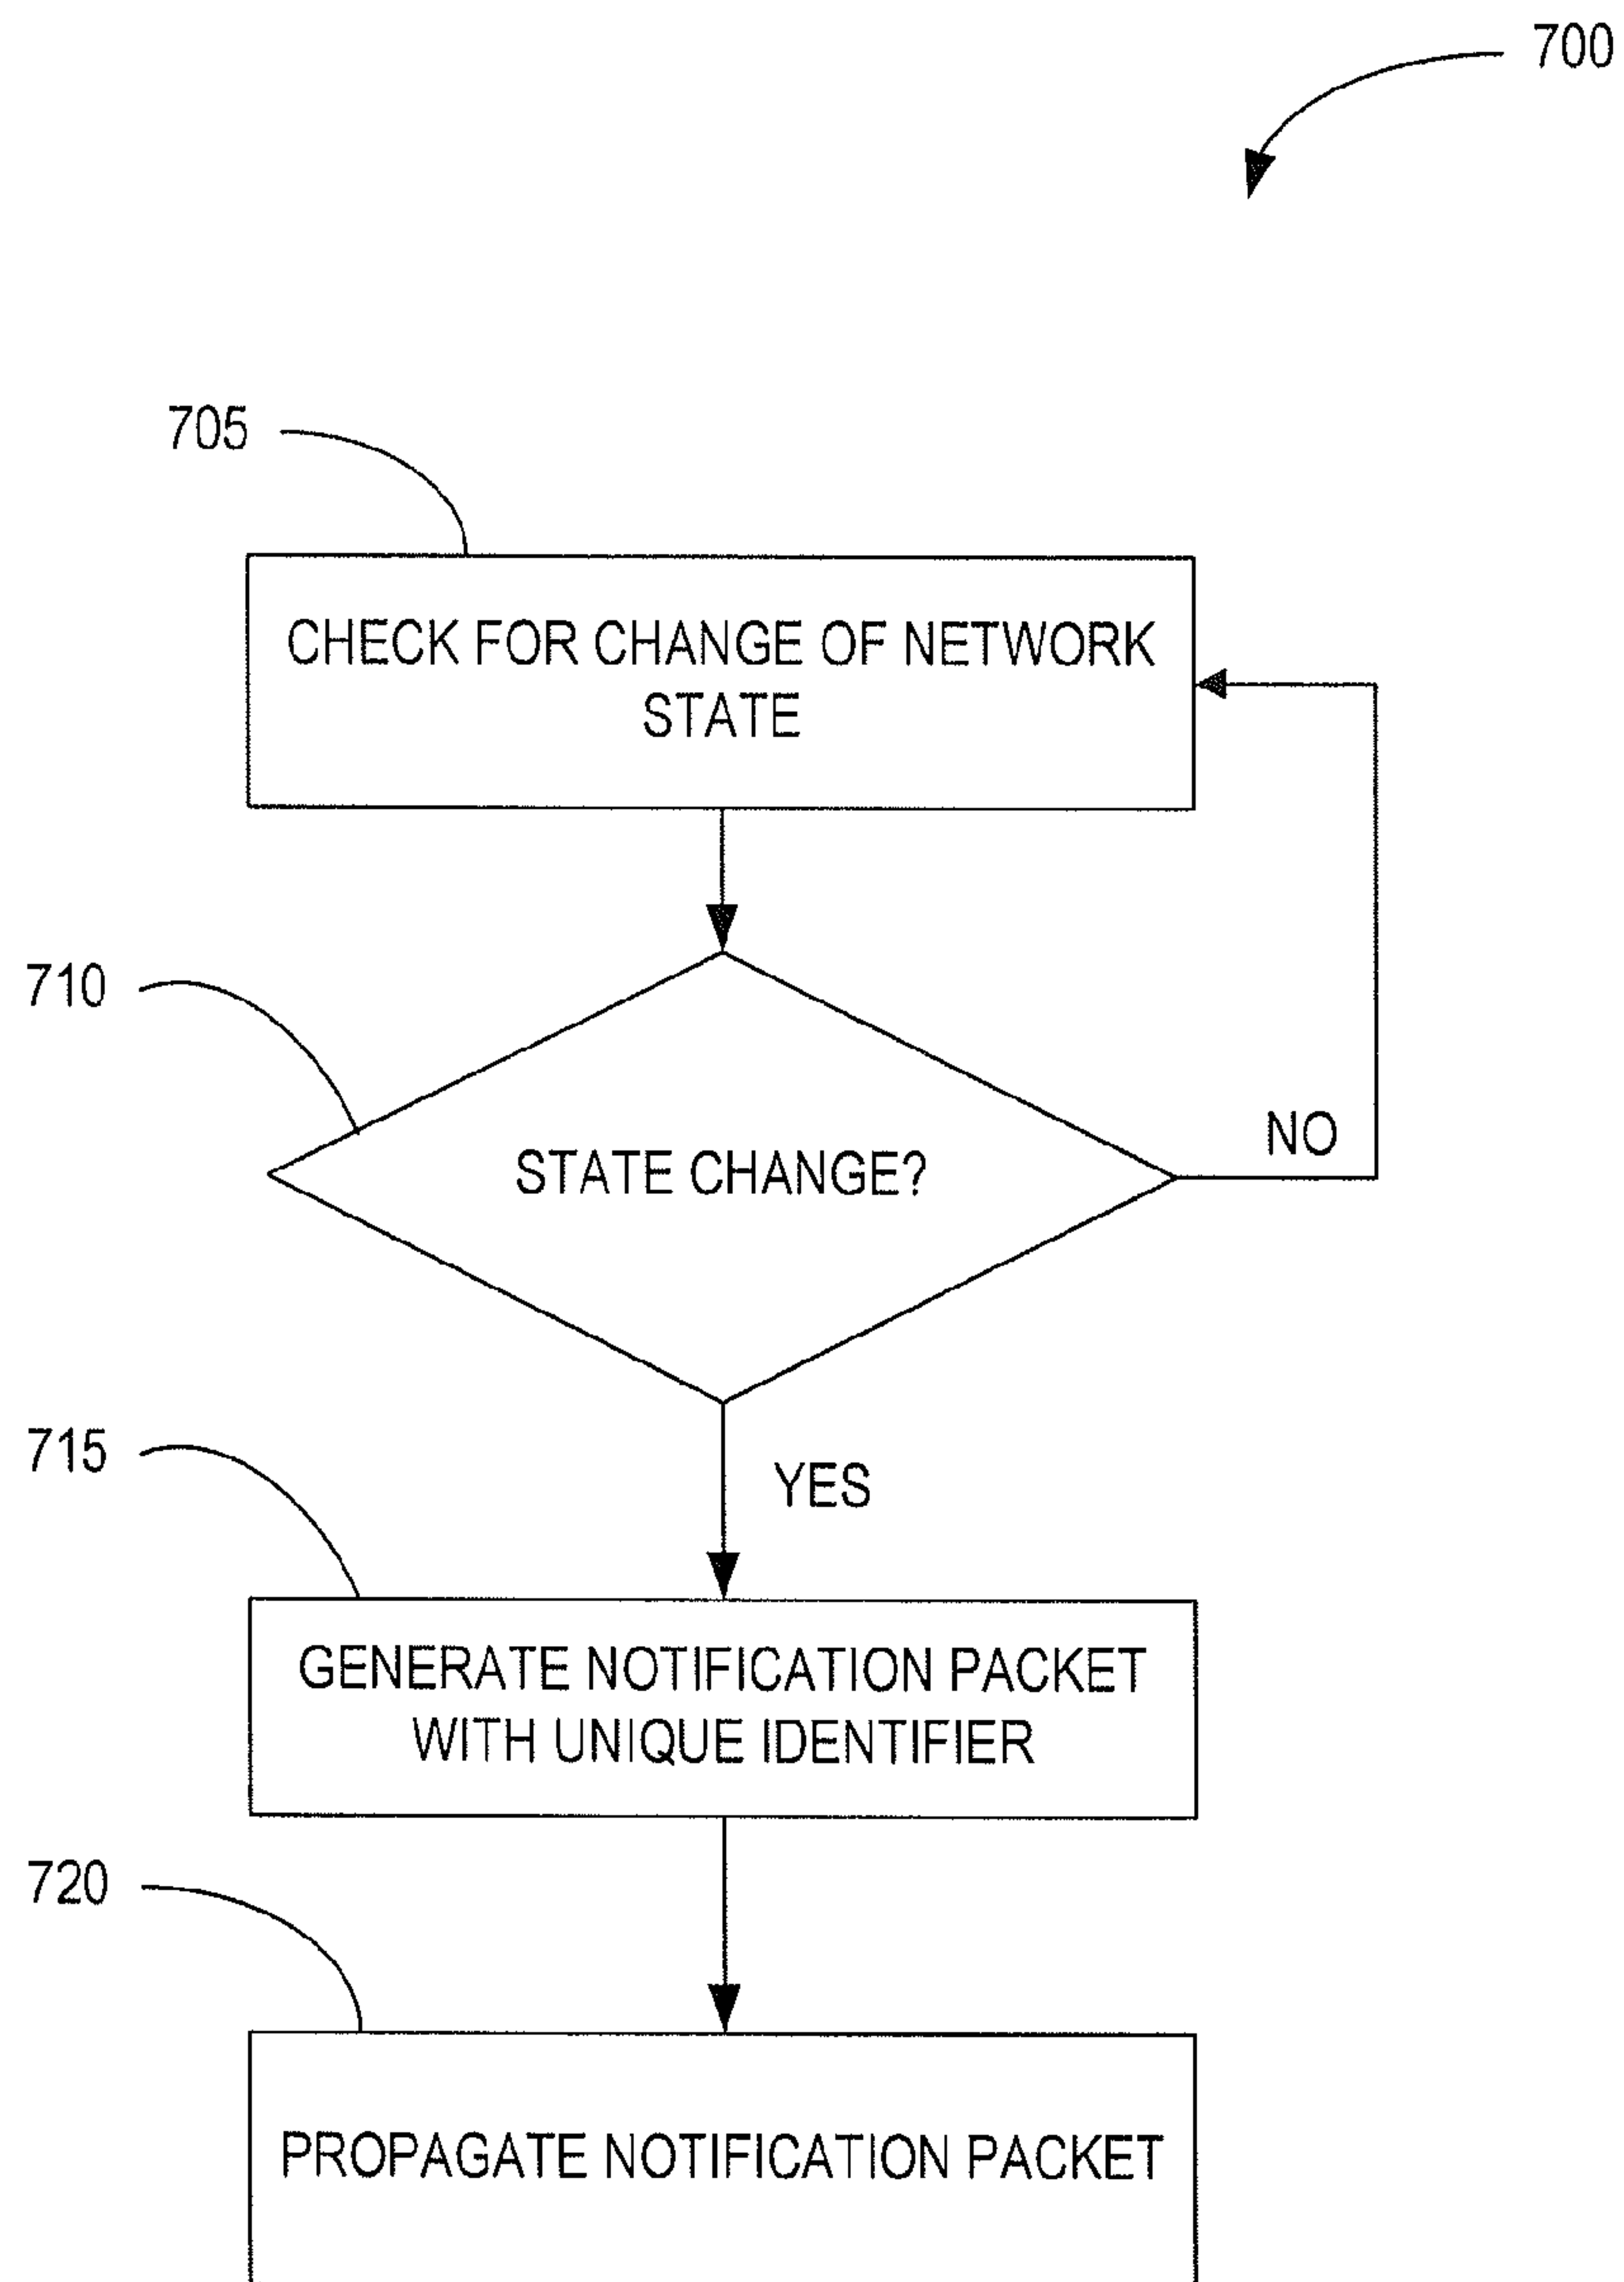 700
705
CHECK FOR CHANGE OF NETWORK
STATE
710
STATE CHANGE?
NO
715
YES
GENERATE NOTIFICATION PACKET
WITH UNIQUE IDENTIFIER
720
PROPAGATE NOTIFICATION PACKET